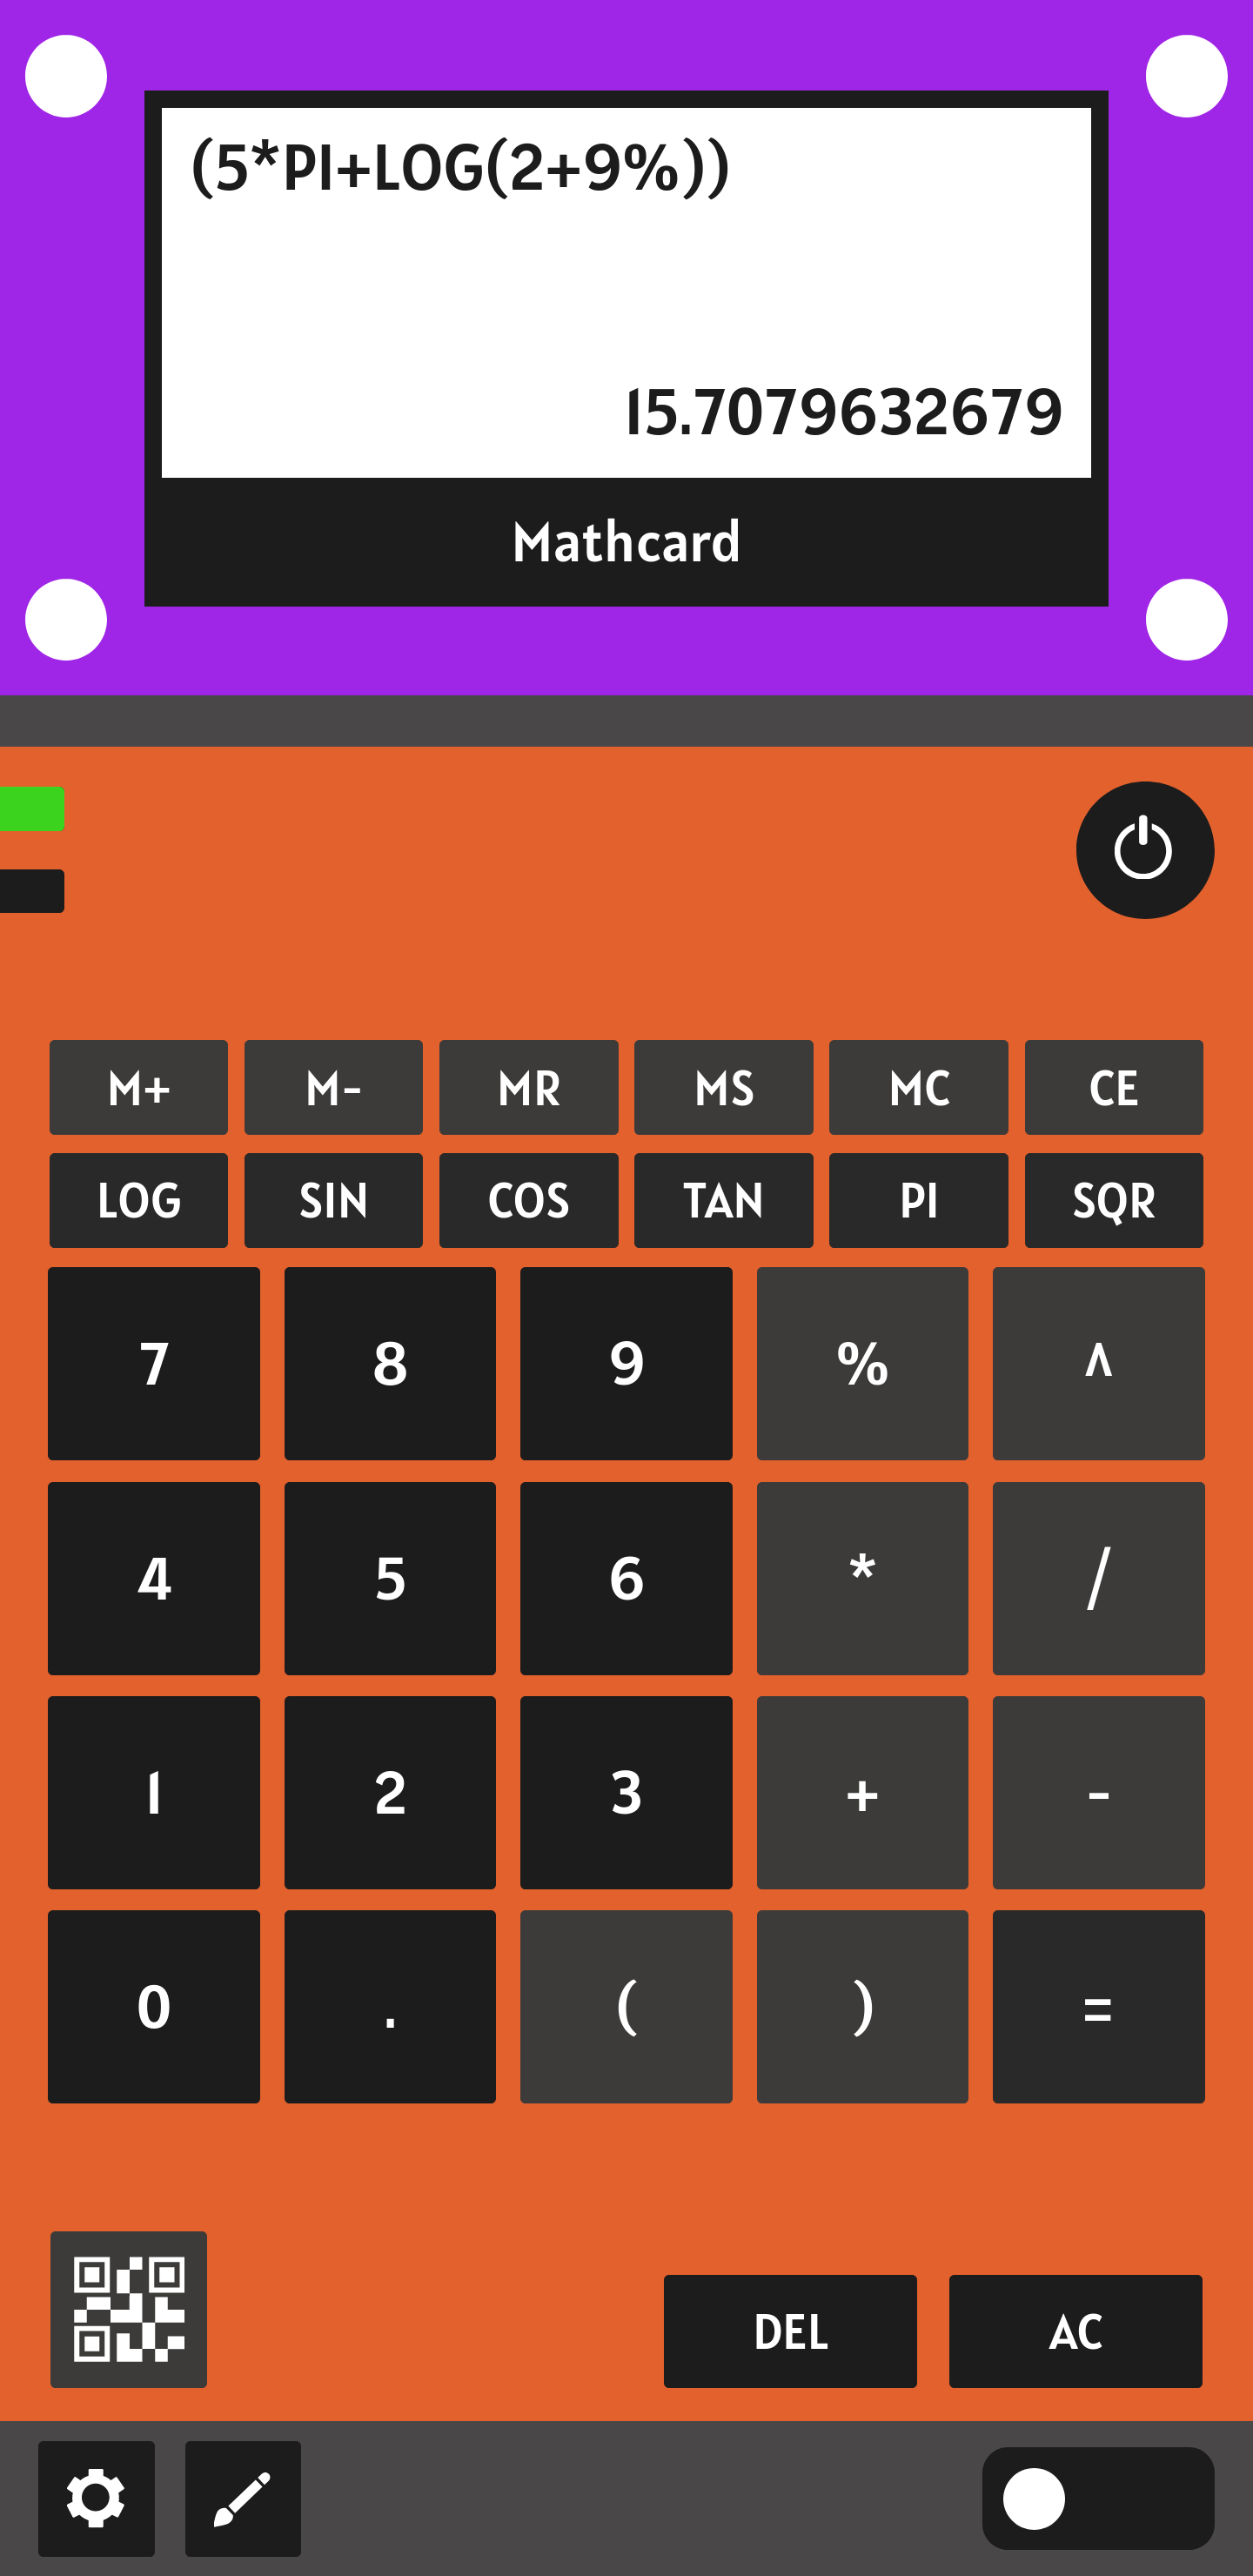 (5*PI+LOG(2+9%))
15.7079632679
Mathcard
M+ M- MR MS MC CE
LOG SIN COS TAN PI SQR
7 8 9 % ^
4 5 6 * /
1 2 3 + -
0 . ( ) =
DEL AC